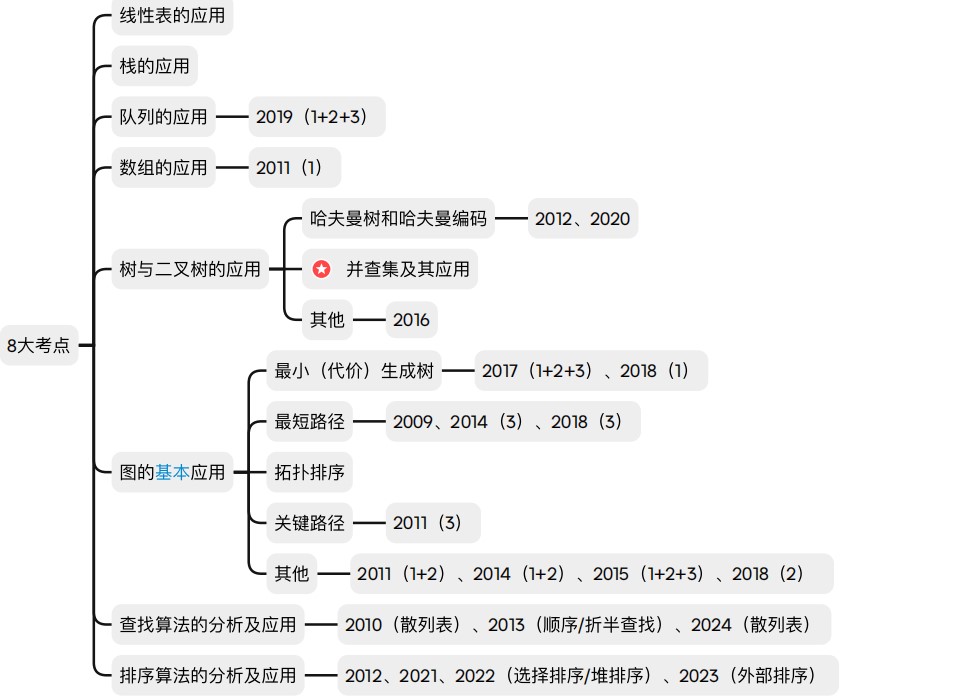 线性表的应用
栈的应用
队列的应用
2019（1+2+3）
数组的应用
2011（1）
哈夫曼树和哈夫曼编码
2012、2020
树与二叉树的应用
并查集及其应用
其他
2016
8大考点
最小（代价）生成树
2017（1+2+3）、2018（1）
最短路径
2009、2014（3）、2018（3）
图的基本应用
拓扑排序
关键路径
2011（3）
其他
2011（1+2）、2014（1+2）、2015（1+2+3）、2018（2）
查找算法的分析及应用
2010（散列表）、2013（顺序/折半查找）、2024（散列表）
排序算法的分析及应用
2012、2021、2022（选择排序/堆排序）、2023（外部排序）